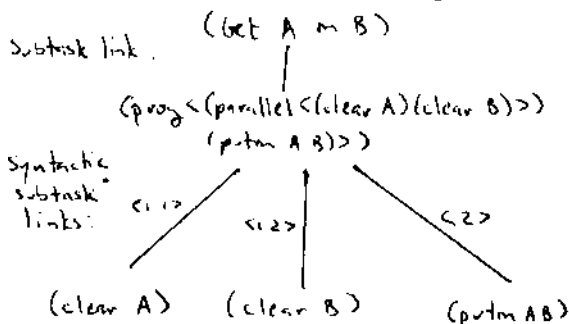 (Get A on B)
Subtask link.
(prog<(parallel<(clear A)(clear B)>)
(puton A B)>)
Syntactic
subtask
links:
<1 1>
<1 2>
<2>
(clear A)
(clear B)
(puton A B)